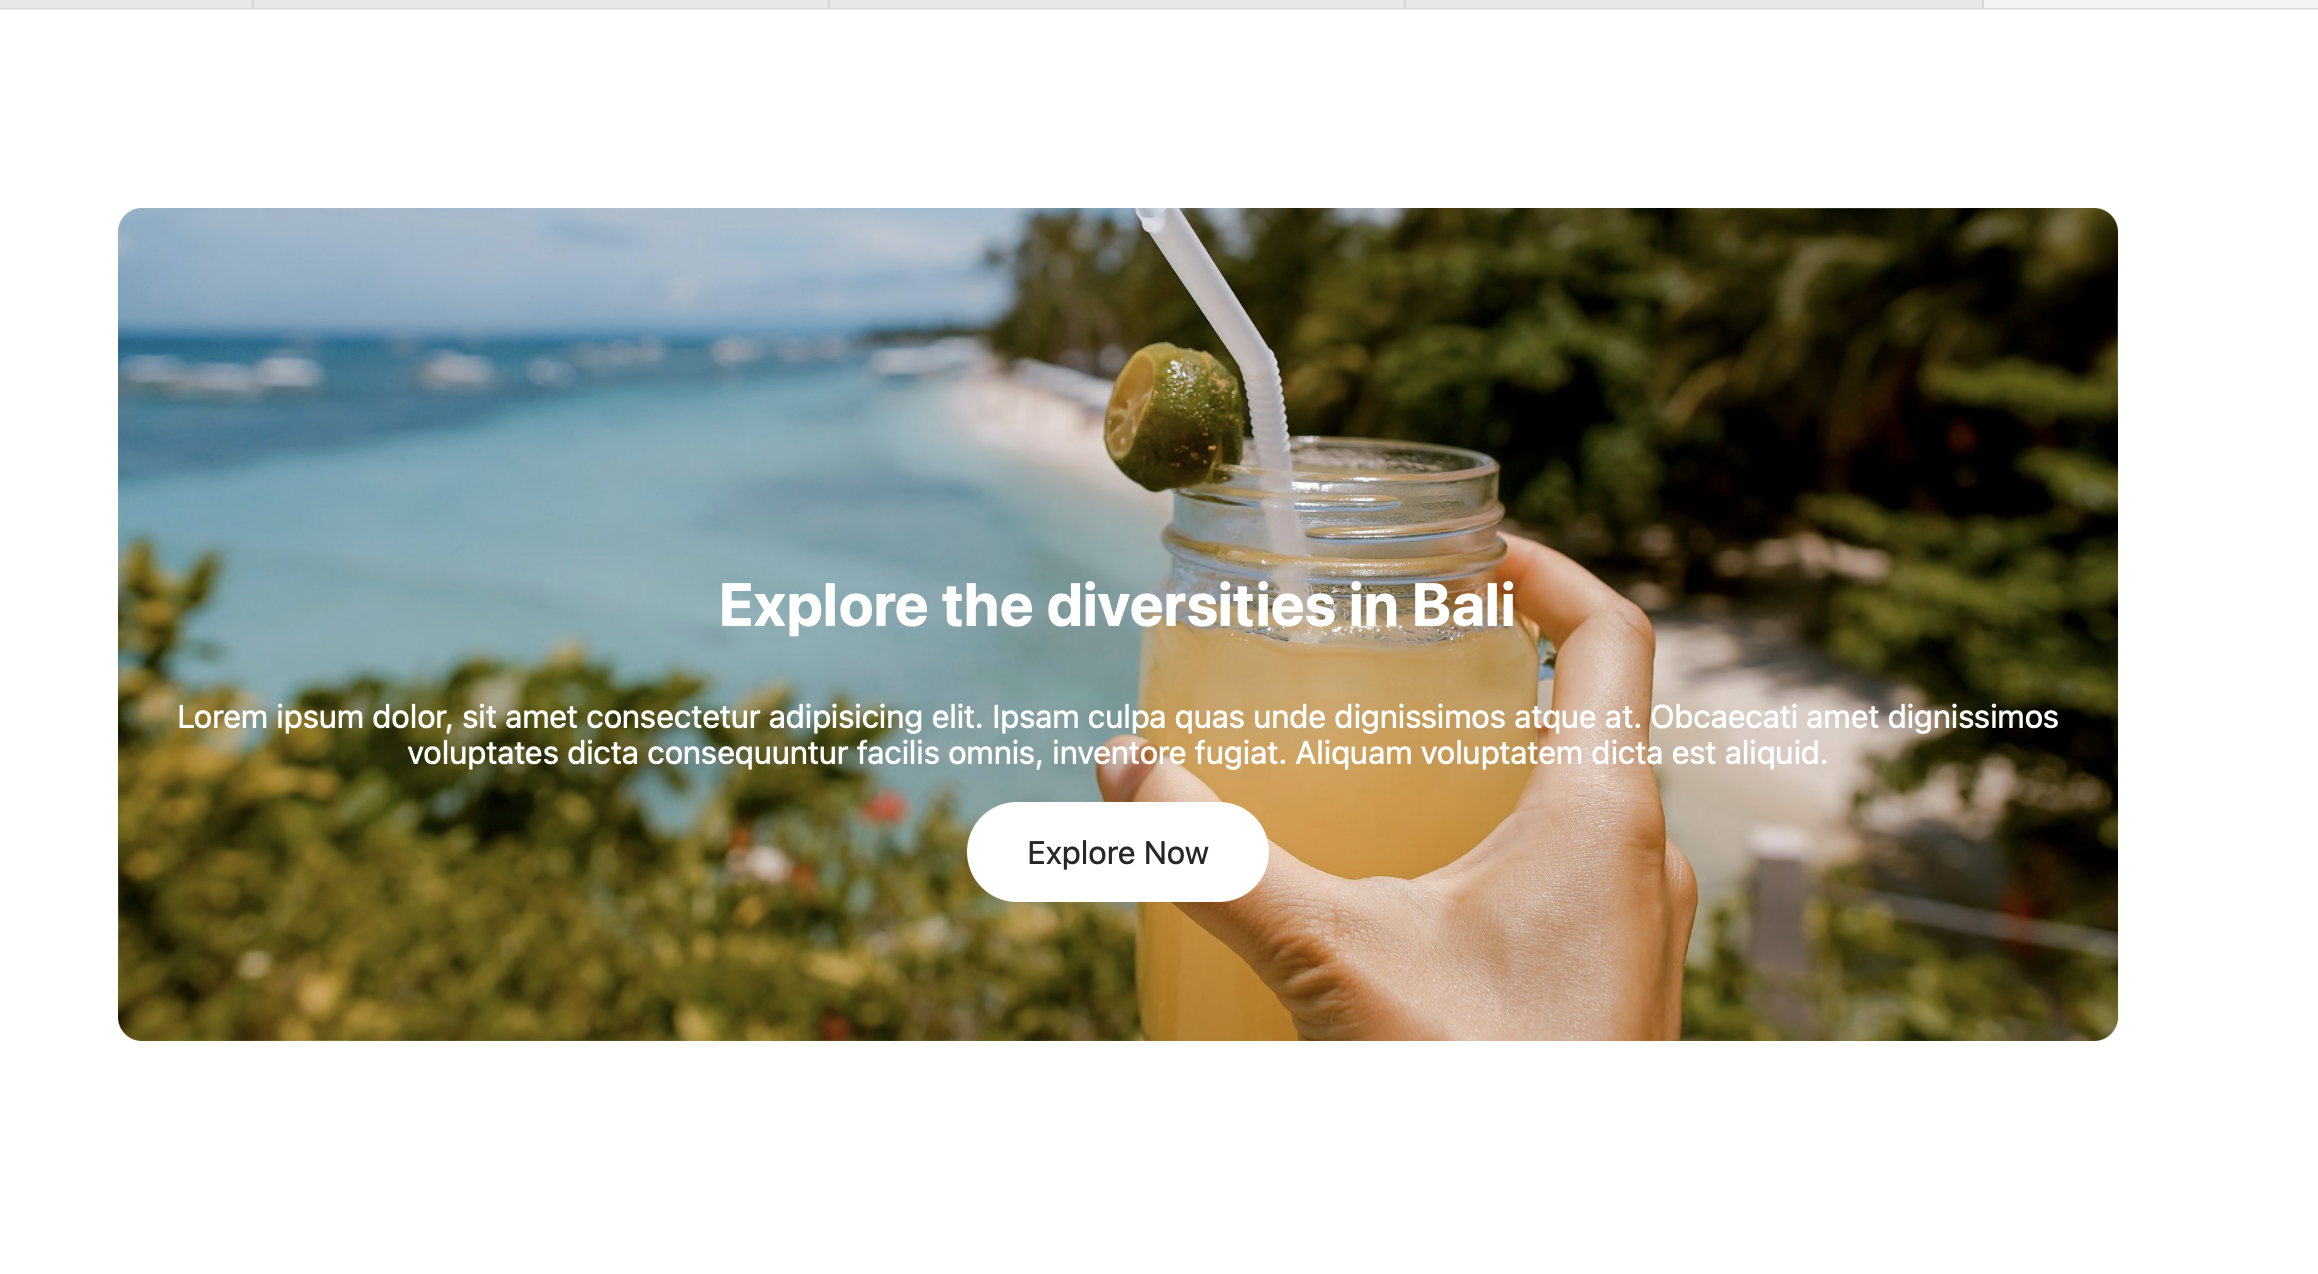 Explore the diversities in Bali
Lorem ipsum dolor, sit amet consectetur adipisicing elit. Ipsam culpa quas unde dignissimos atque at. Obcaecati amet dignissimos
voluptates dicta consequuntur facilis omnis, inventore fugiat. Aliquam voluptatem dicta est aliquid.
Explore Now